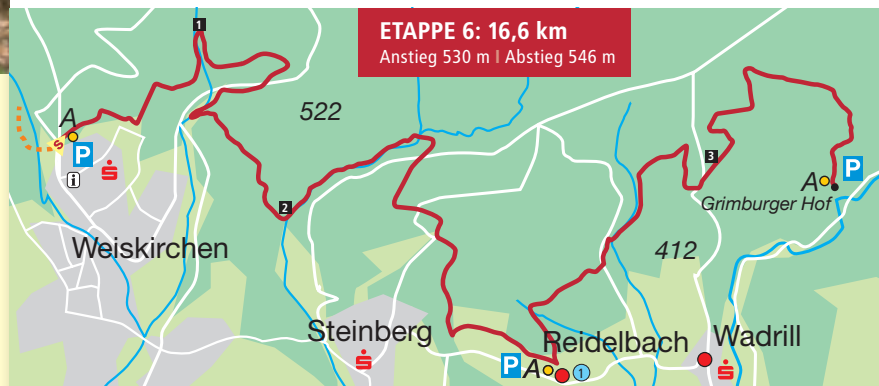 ETAPPE 6: 16,6 km
Anstieg 530 m | Abstieg 546 m
1
522
A
S
P
i
S
2
3
P
A
Grimburger Hof
412
Weiskirchen
Steinberg
S
Reidelbach
Wadrill
P A
1
S